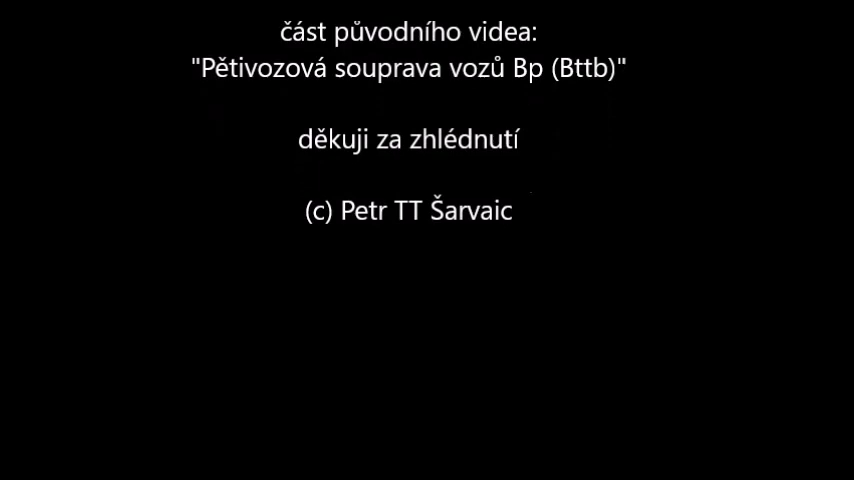 část původního videa:
"Pětivozová souprava vozů Bp (Bttb)"
děkuji za zhlédnutí
(c) Petr TT Šarvaic